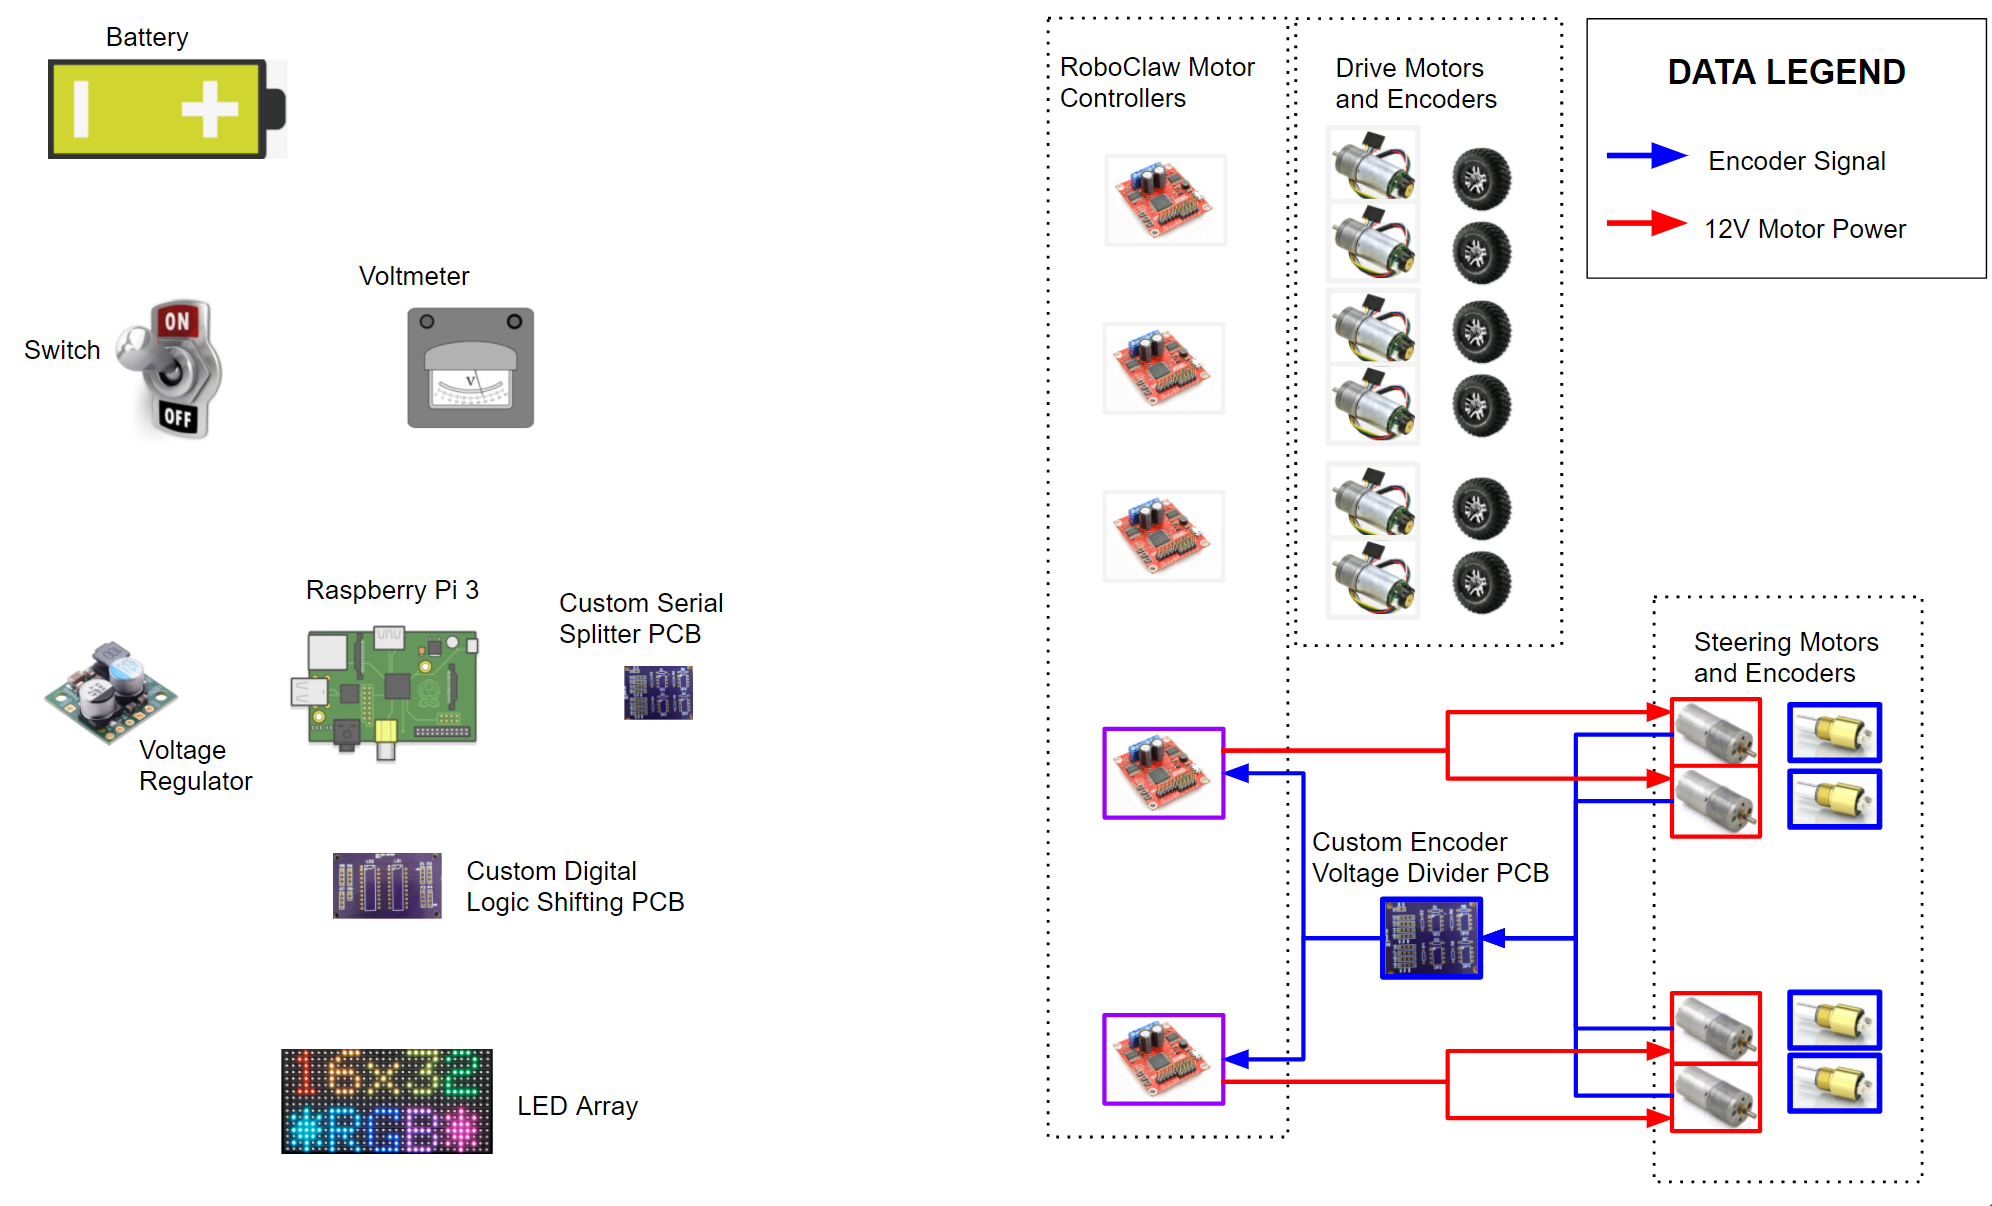 Battery
RoboClaw Motor
Controllers
Drive Motors
and Encoders
DATA LEGEND
Encoder Signal
12V Motor Power
Voltmeter
Switch
ON
OFF
V
Raspberry Pi 3
Custom Serial
Splitter PCB
Voltage
Regulator
Steering Motors
and Encoders
Custom Encoder
Voltage Divider PCB
Custom Digital
Logic Shifting PCB
16x32
*RGB*
LED Array